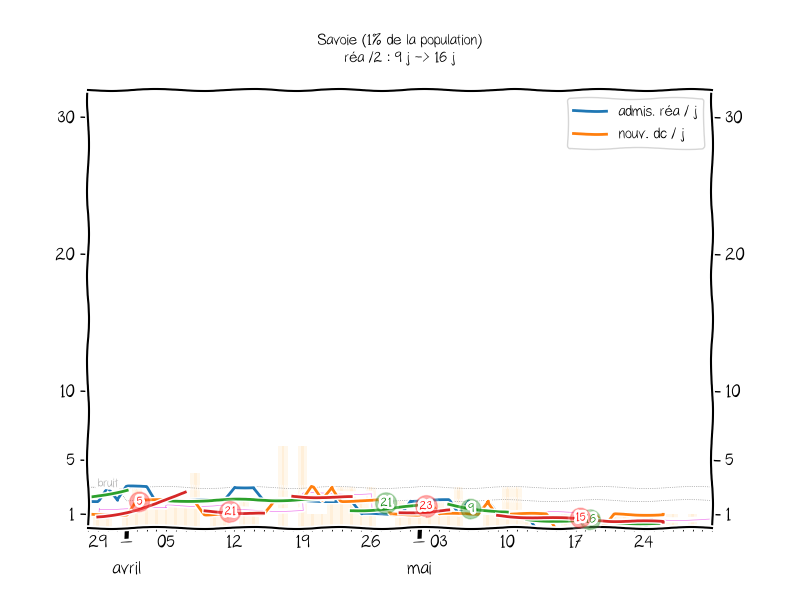 Savoie (1% de la population)
réa /2 : 9 j -> 16 j
admis. réa / j
nouv. dc / j
30 30
20 20
10 10
5 5
1 1
bruit
5 21 21 23 9 15 6
29 05 12 19 26 03 10 17 24
avril mai